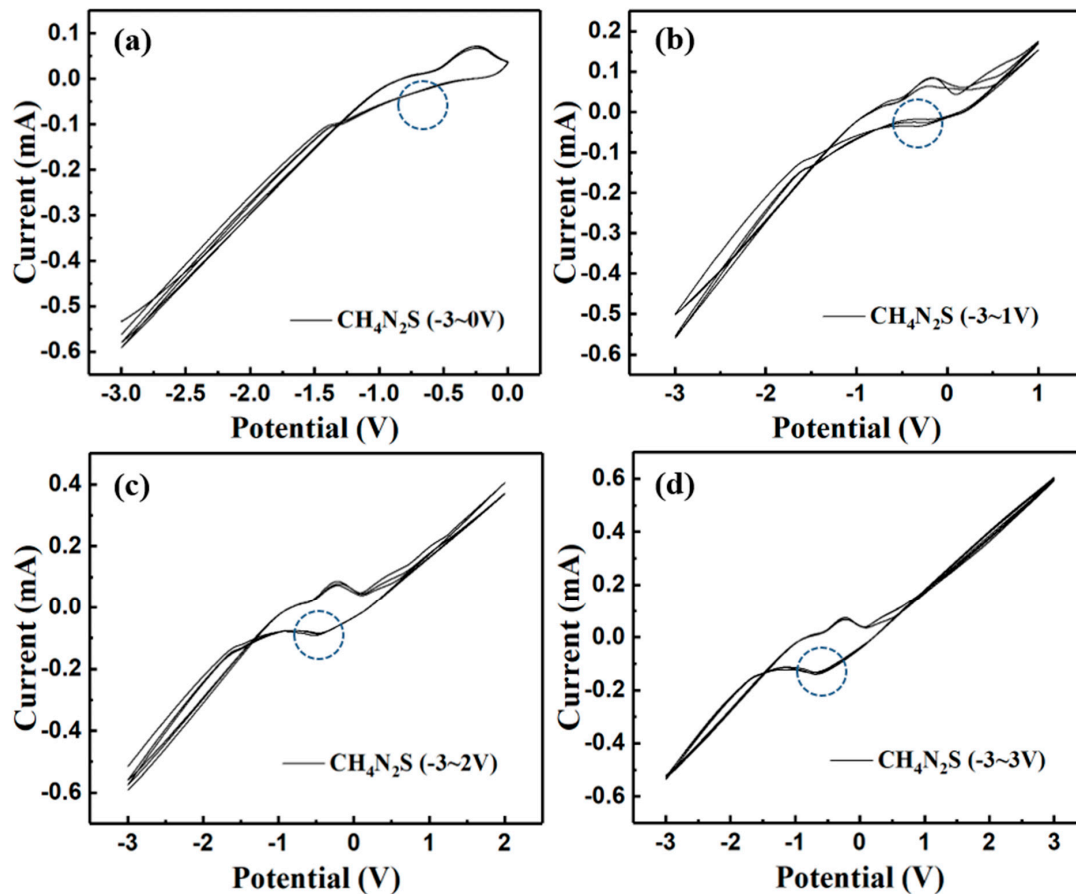 (a)
0.1
0.0
-0.1
-0.2
-0.3
-0.4
-0.5
-0.6
Current (mA)
CH₄N₂S (-3~0V)
-3.0 -2.5 -2.0 -1.5 -1.0 -0.5 0.0
Potential (V)
(b)
0.2
0.1
0.0
-0.1
-0.2
-0.3
-0.4
-0.5
-0.6
Current (mA)
CH₄N₂S (-3~1V)
-3 -2 -1 0 1
Potential (V)
(c)
0.4
0.2
0.0
-0.2
-0.4
-0.6
Current (mA)
CH₄N₂S (-3~2V)
-3 -2 -1 0 1 2
Potential (V)
(d)
0.6
0.4
0.2
0.0
-0.2
-0.4
-0.6
Current (mA)
CH₄N₂S (-3~3V)
-3 -2 -1 0 1 2 3
Potential (V)